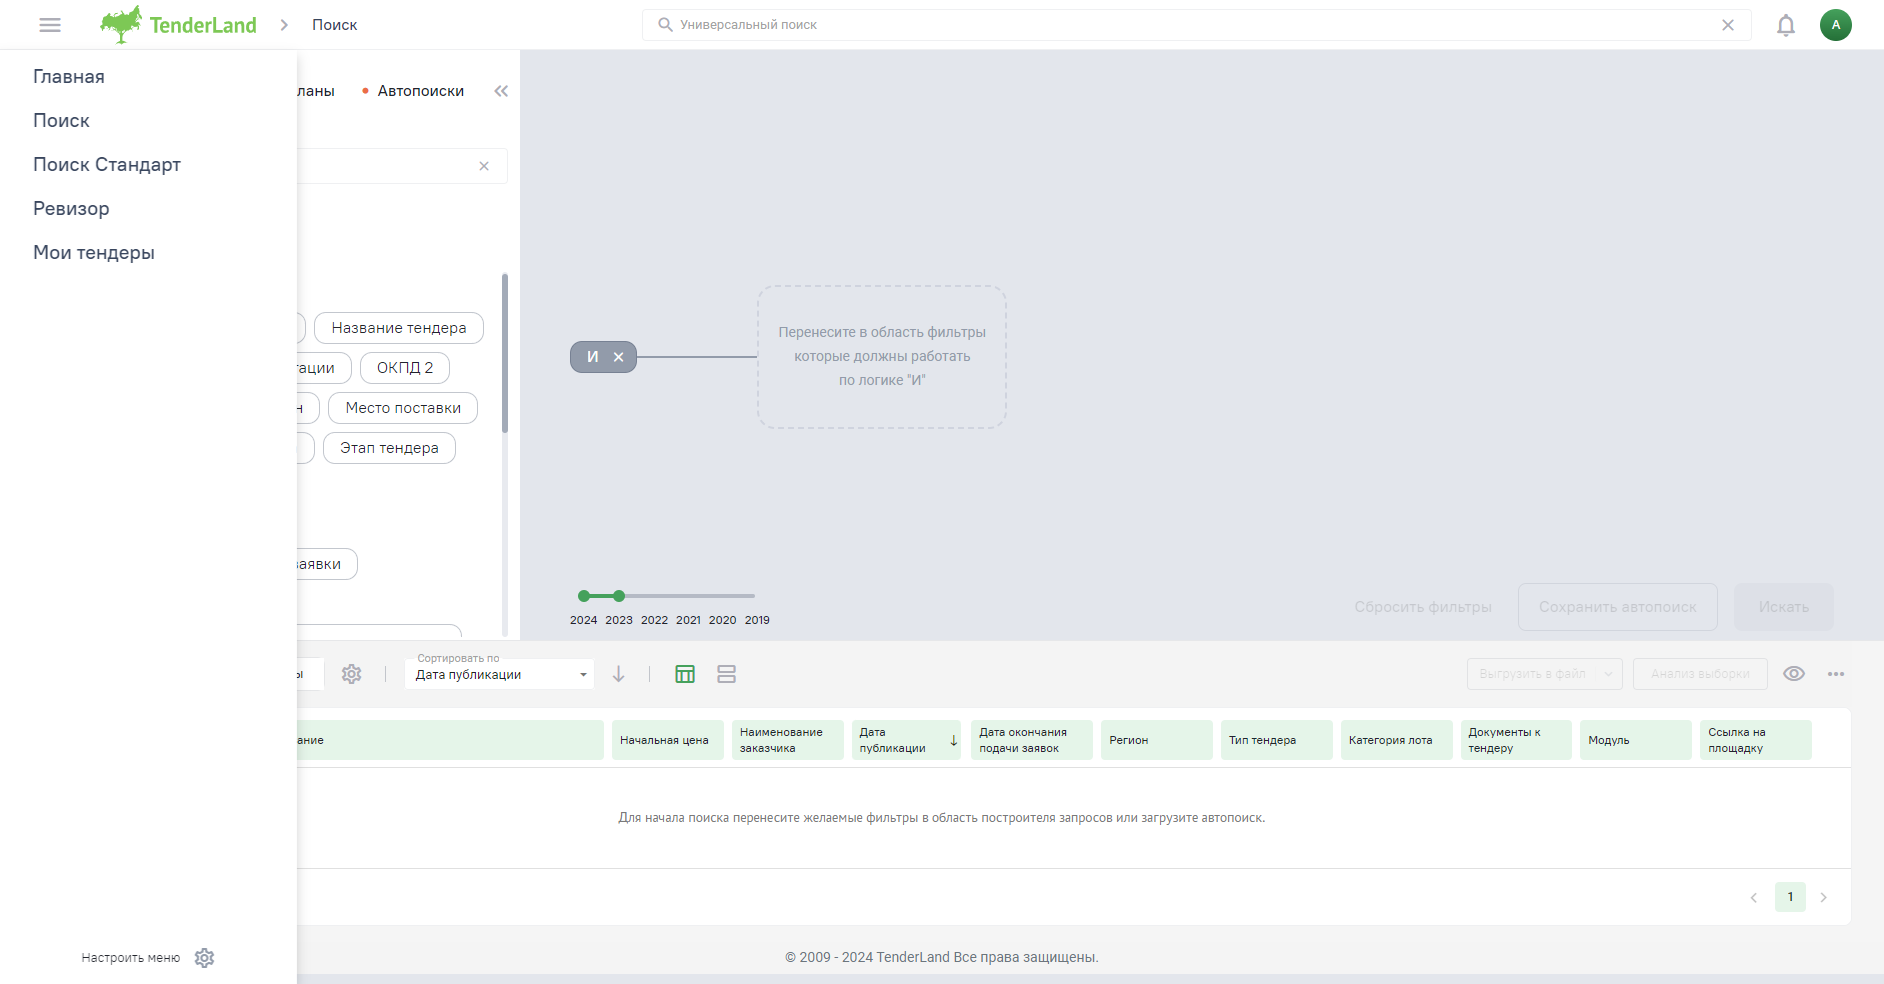 TenderLand
Поиск
Универсальный поиск
A
Главная
Поиск
Поиск Стандарт
Ревизор
Мои тендеры
Настроить меню
ланы
Автопоиски
Название тендера
тации
ОКПД 2
н
Место поставки
Этап тендера
заявки
И
Перенесите в область фильтры
которые должны работать
по логике "И"
2024 2023 2022 2021 2020 2019
Сбросить фильтры
Сохранить автопоиск
Искать
ы
Сортировать по
Дата публикации
Выгрузить в файл
Анализ выборки
ание
Начальная цена
Наименование
заказчика
Дата
публикации
Дата окончания
подачи заявок
Регион
Тип тендера
Категория лота
Документы к
тендеру
Модуль
Ссылка на
площадку
Для начала поиска перенесите желаемые фильтры в область построителя запросов или загрузите автопоиск.
1
© 2009 - 2024 TenderLand Все права защищены.